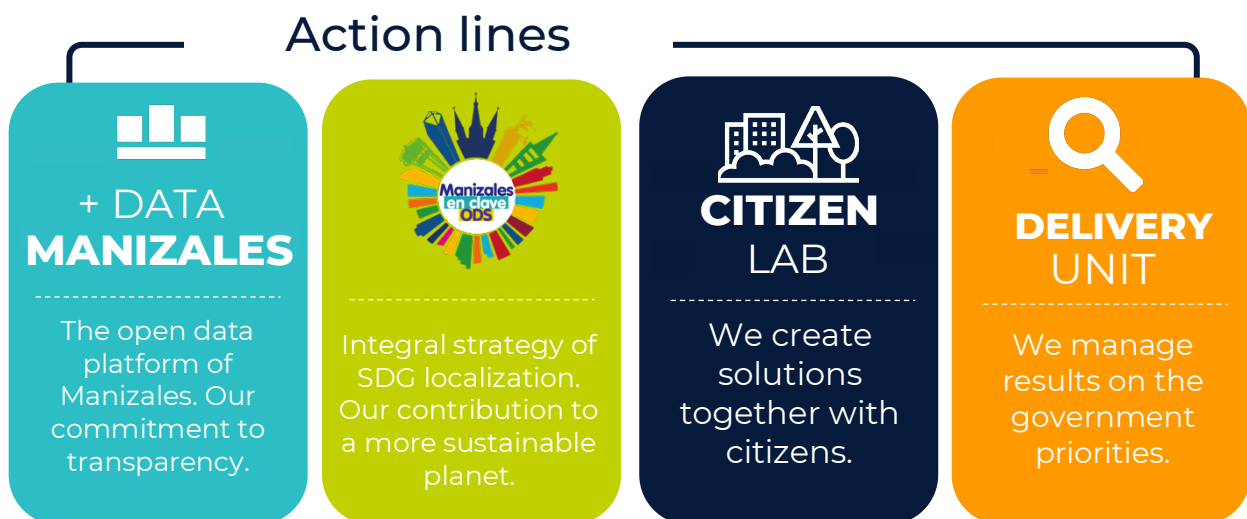 Action lines
+ DATA
MANIZALES
The open data
platform of
Manizales. Our
commitment to
transparency.
Manizales
en clave
ODS
Integral strategy of
SDG localization.
Our contribution to
a more sustainable
planet.
CITIZEN
LAB
We create
solutions
together with
citizens.
DELIVERY
UNIT
We manage
results on the
government
priorities.